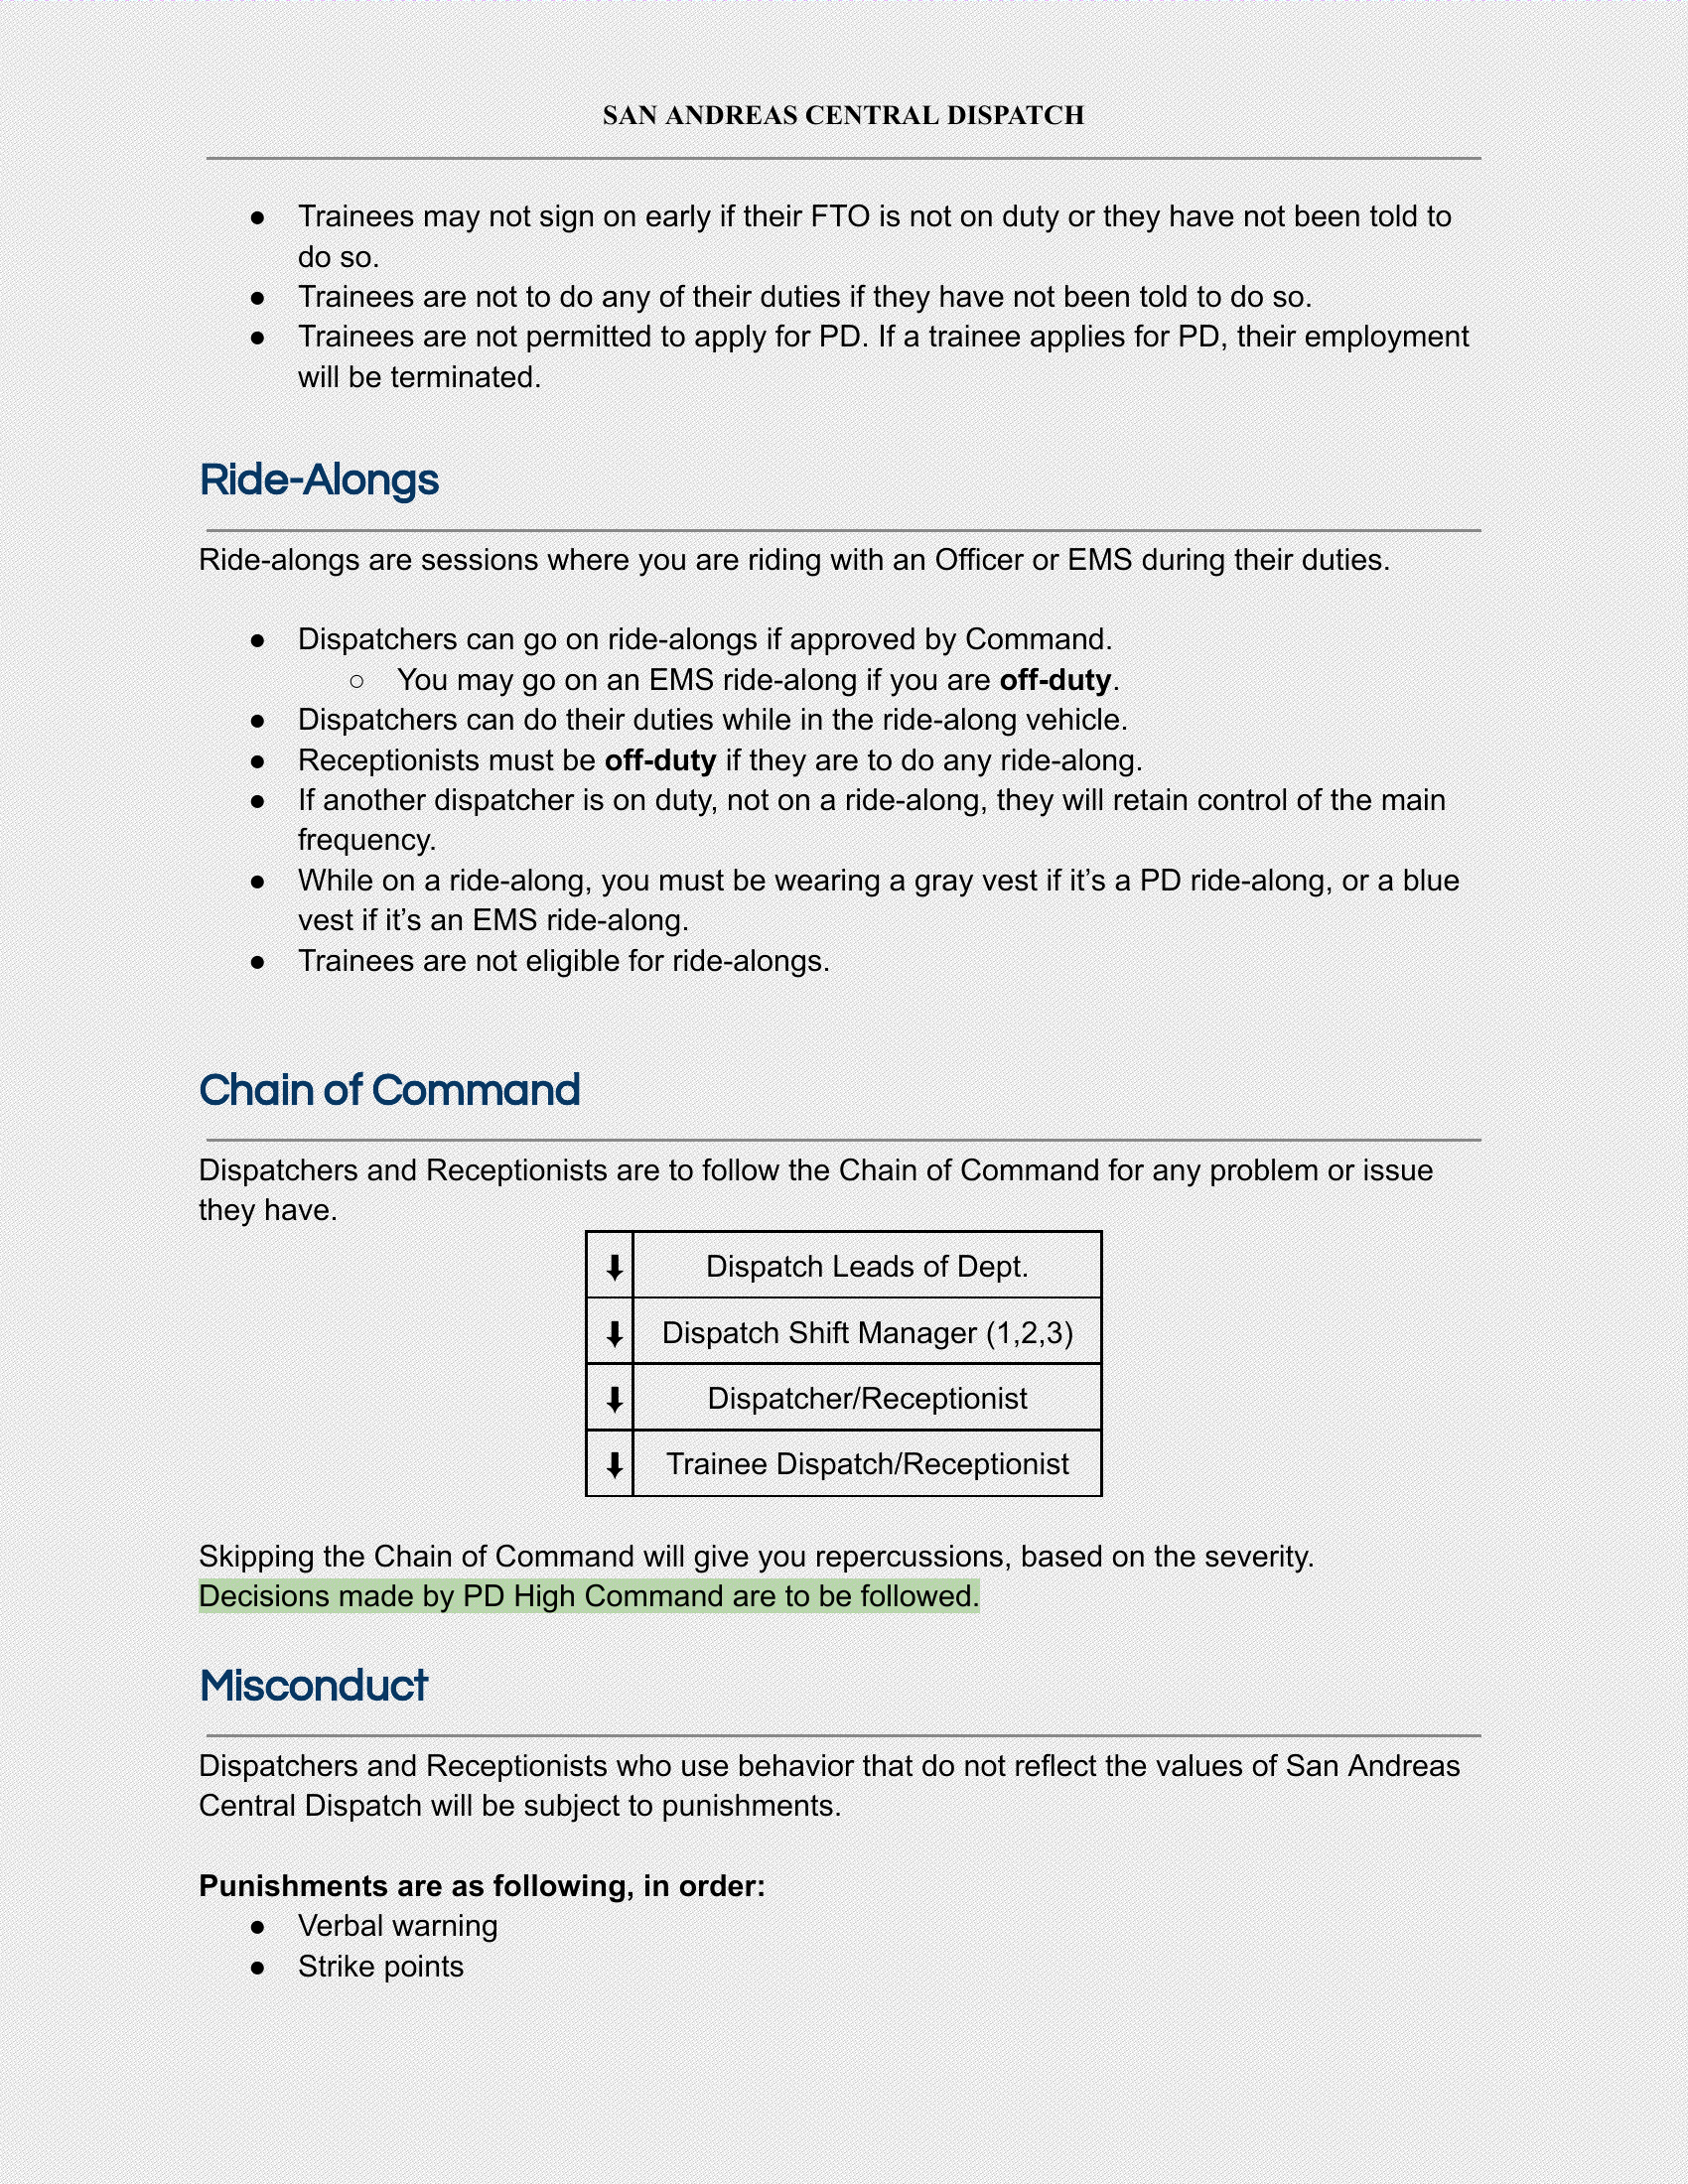 SAN ANDREAS CENTRAL DISPATCH
● Trainees may not sign on early if their FTO is not on duty or they have not been told to
do so.
● Trainees are not to do any of their duties if they have not been told to do so.
● Trainees are not permitted to apply for PD. If a trainee applies for PD, their employment
will be terminated.
Ride-Alongs
Ride-alongs are sessions where you are riding with an Officer or EMS during their duties.
● Dispatchers can go on ride-alongs if approved by Command.
○ You may go on an EMS ride-along if you are off-duty.
● Dispatchers can do their duties while in the ride-along vehicle.
● Receptionists must be off-duty if they are to do any ride-along.
● If another dispatcher is on duty, not on a ride-along, they will retain control of the main
frequency.
● While on a ride-along, you must be wearing a gray vest if it’s a PD ride-along, or a blue
vest if it’s an EMS ride-along.
● Trainees are not eligible for ride-alongs.
Chain of Command
Dispatchers and Receptionists are to follow the Chain of Command for any problem or issue
they have.
⬇ Dispatch Leads of Dept.
⬇ Dispatch Shift Manager (1,2,3)
⬇ Dispatcher/Receptionist
⬇ Trainee Dispatch/Receptionist
Skipping the Chain of Command will give you repercussions, based on the severity.
Decisions made by PD High Command are to be followed.
Misconduct
Dispatchers and Receptionists who use behavior that do not reflect the values of San Andreas
Central Dispatch will be subject to punishments.
Punishments are as following, in order:
● Verbal warning
● Strike points